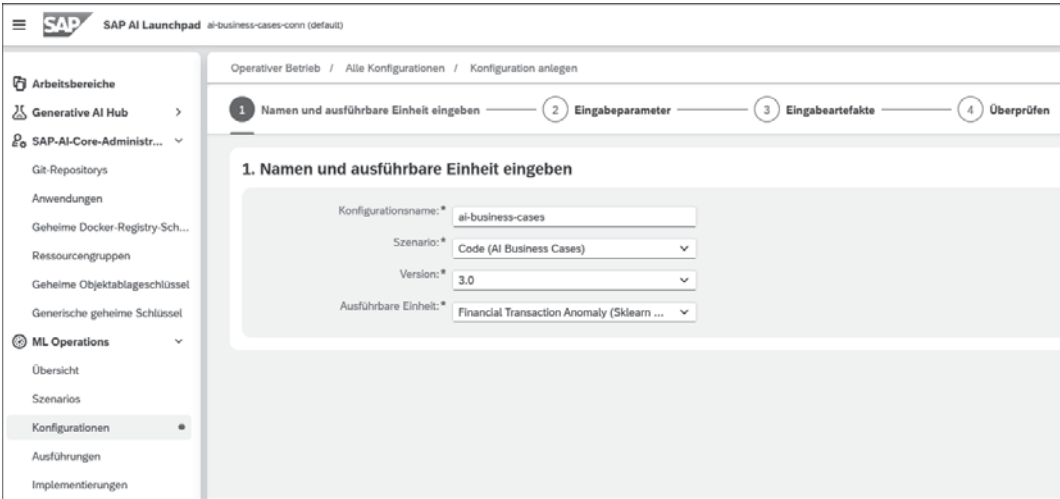 SAP SAP AI Launchpad ai-business-cases-conn (default)
Arbeitsbereiche
Generative AI Hub
SAP-AI-Core-Administr...
Git-Repositorys
Anwendungen
Geheime Docker-Registry-Sch...
Ressourcengruppen
Geheime Objektablageschlüssel
Generische geheime Schlüssel
ML Operations
Übersicht
Szenarios
Konfigurationen
Ausführungen
Implementierungen
Operativer Betrieb / Alle Konfigurationen / Konfiguration anlegen
1 Namen und ausführbare Einheit eingeben 2 Eingabeparameter 3 Eingabeartefakte 4 Überprüfen
1. Namen und ausführbare Einheit eingeben
Konfigurationsname:* ai-business-cases
Szenario:* Code (AI Business Cases)
Version:* 3.0
Ausführbare Einheit:* Financial Transaction Anomaly (Sklearn ...